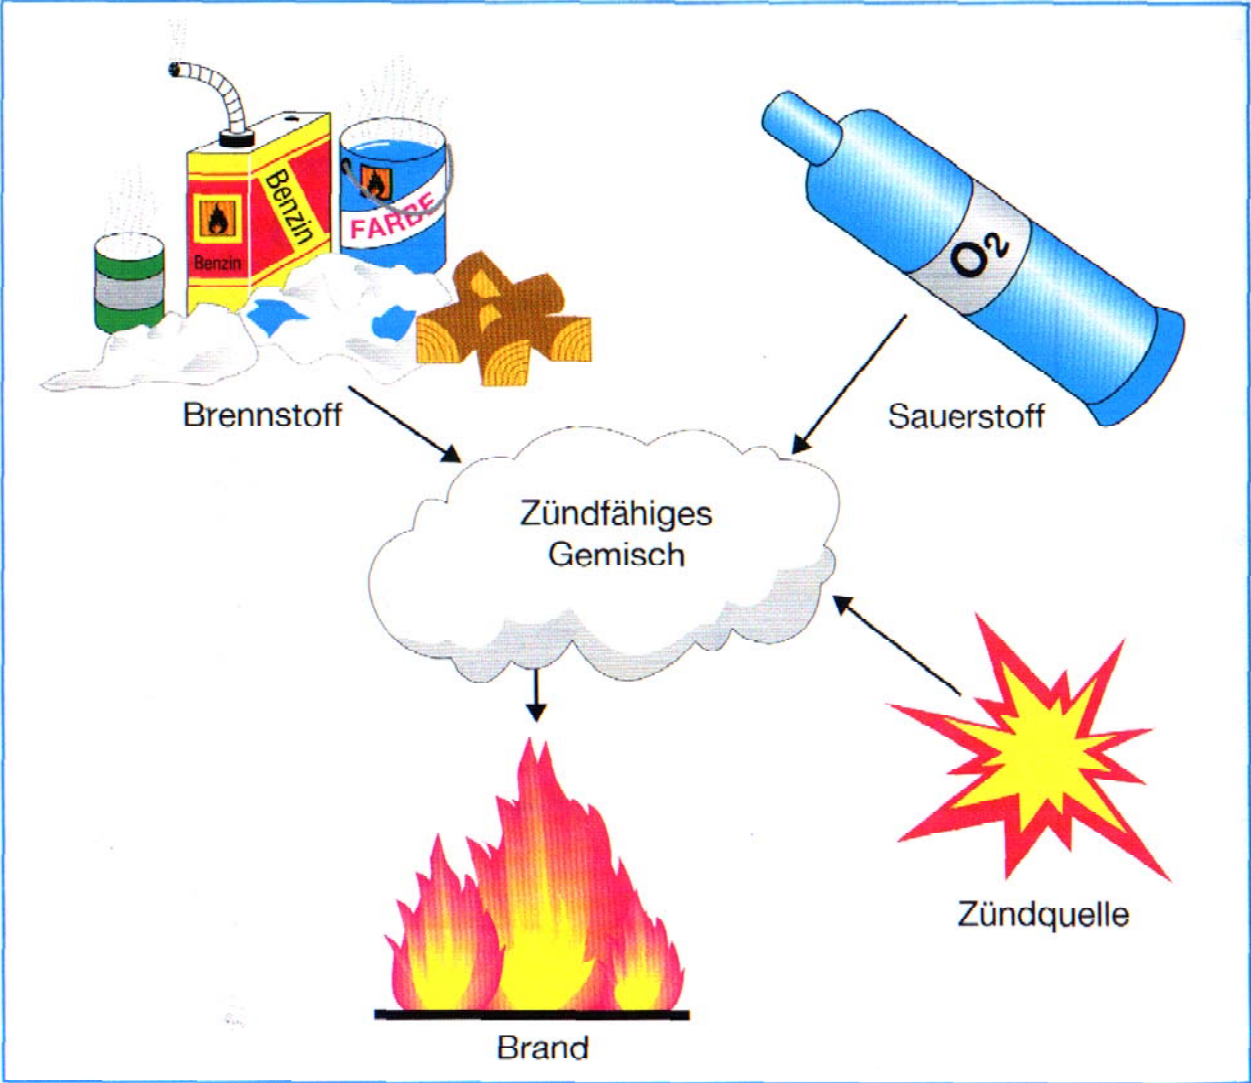 Benzin
Benzin
FARBE
O2
Brennstoff
Sauerstoff
Zündfähiges
Gemisch
Zündquelle
Brand